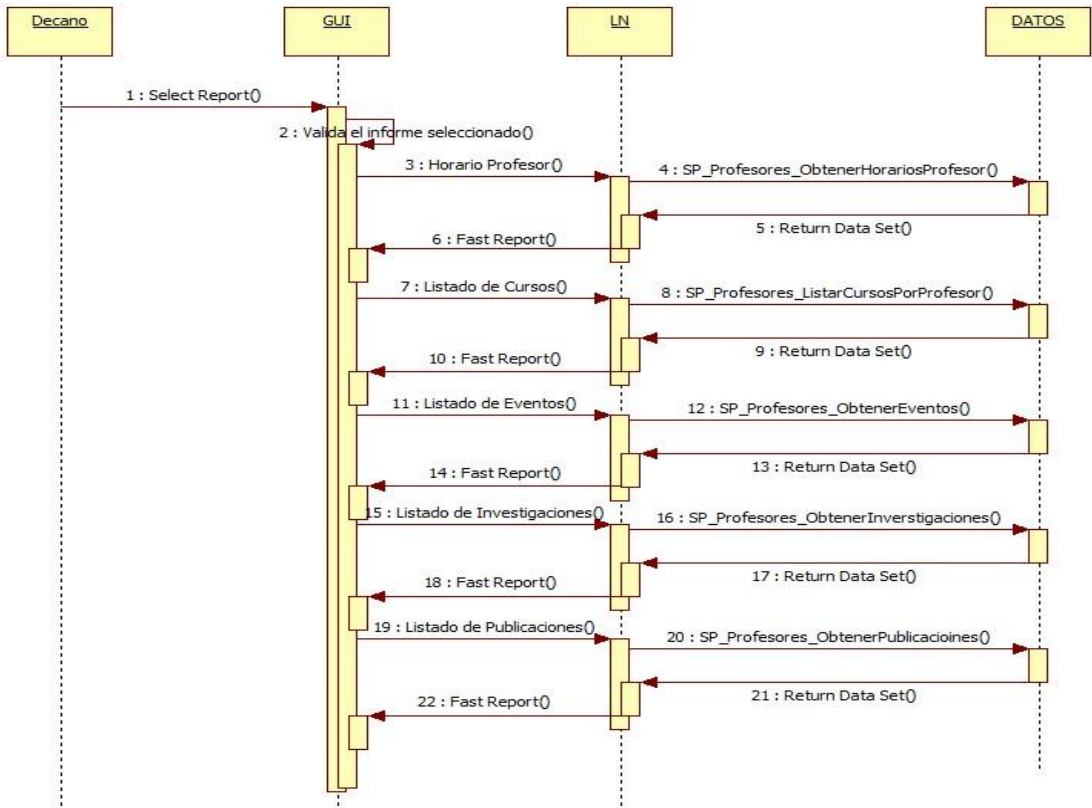 Decano
GUI
LN
DATOS
1 : Select Report()
2 : Valida el informe seleccionado()
3 : Horario Profesor()
4 : SP_Profesores_ObtenerHorariosProfesor()
5 : Return Data Set()
6 : Fast Report()
7 : Listado de Cursos()
8 : SP_Profesores_ListarCursosPorProfesor()
9 : Return Data Set()
10 : Fast Report()
11 : Listado de Eventos()
12 : SP_Profesores_ObtenerEventos()
13 : Return Data Set()
14 : Fast Report()
15 : Listado de Investigaciones()
16 : SP_Profesores_ObtenerInverstigaciones()
17 : Return Data Set()
18 : Fast Report()
19 : Listado de Publicaciones()
20 : SP_Profesores_ObtenerPublicacioines()
21 : Return Data Set()
22 : Fast Report()